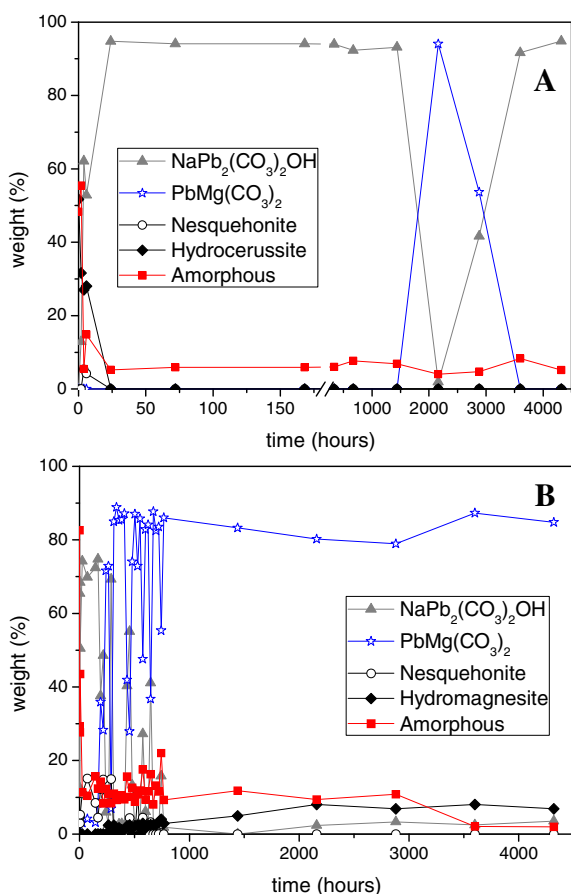 A
100
80
60
40
20
0
weight (%)
NaPb₂(CO₃)₂OH
PbMg(CO₃)₂
Nesquehonite
Hydrocerussite
Amorphous
0 50 100 150 1000 2000 3000 4000
time (hours)
B
100
80
60
40
20
0
weight (%)
NaPb₂(CO₃)₂OH
PbMg(CO₃)₂
Nesquehonite
Hydromagnesite
Amorphous
0 1000 2000 3000 4000
time (hours)